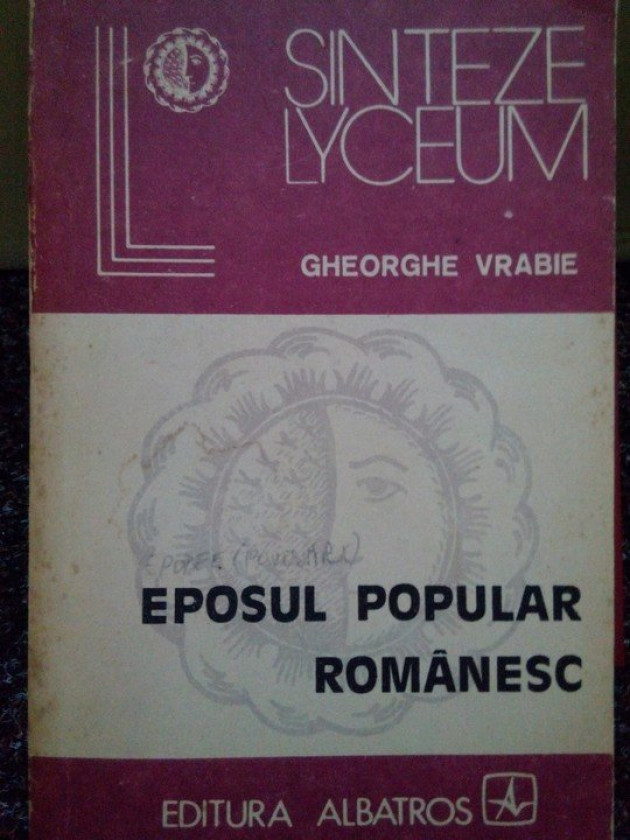 SINTEZE
LYCEUM
GHEORGHE VRABIE
EPOSUL POPULAR
ROMÂNESC
EDITURA ALBATROS